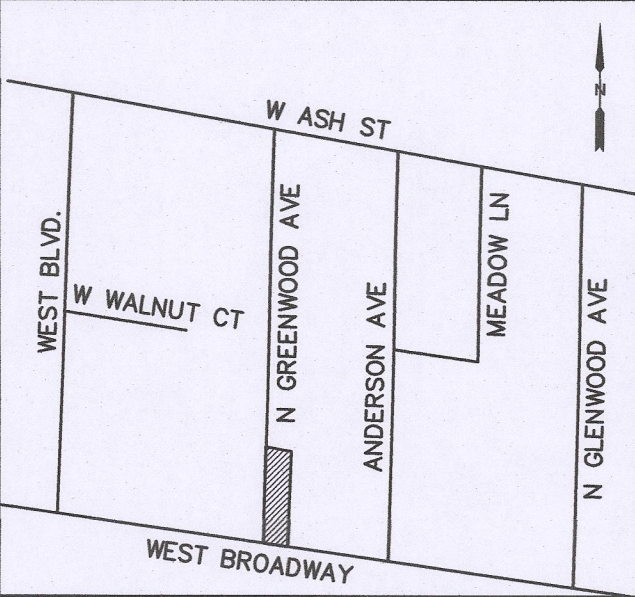 N
W ASH ST
WEST BLVD.
W WALNUT CT
N GREENWOOD AVE
ANDERSON AVE
MEADOW LN
N GLENWOOD AVE
WEST BROADWAY